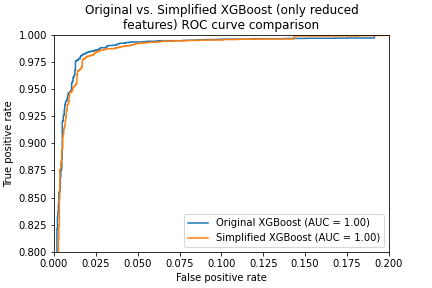 Original vs. Simplified XGBoost (only reduced
features) ROC curve comparison
True positive rate
1.000
0.975
0.950
0.925
0.900
0.875
0.850
0.825
0.800
0.000 0.025 0.050 0.075 0.100 0.125 0.150 0.175 0.200
False positive rate
Original XGBoost (AUC = 1.00)
Simplified XGBoost (AUC = 1.00)